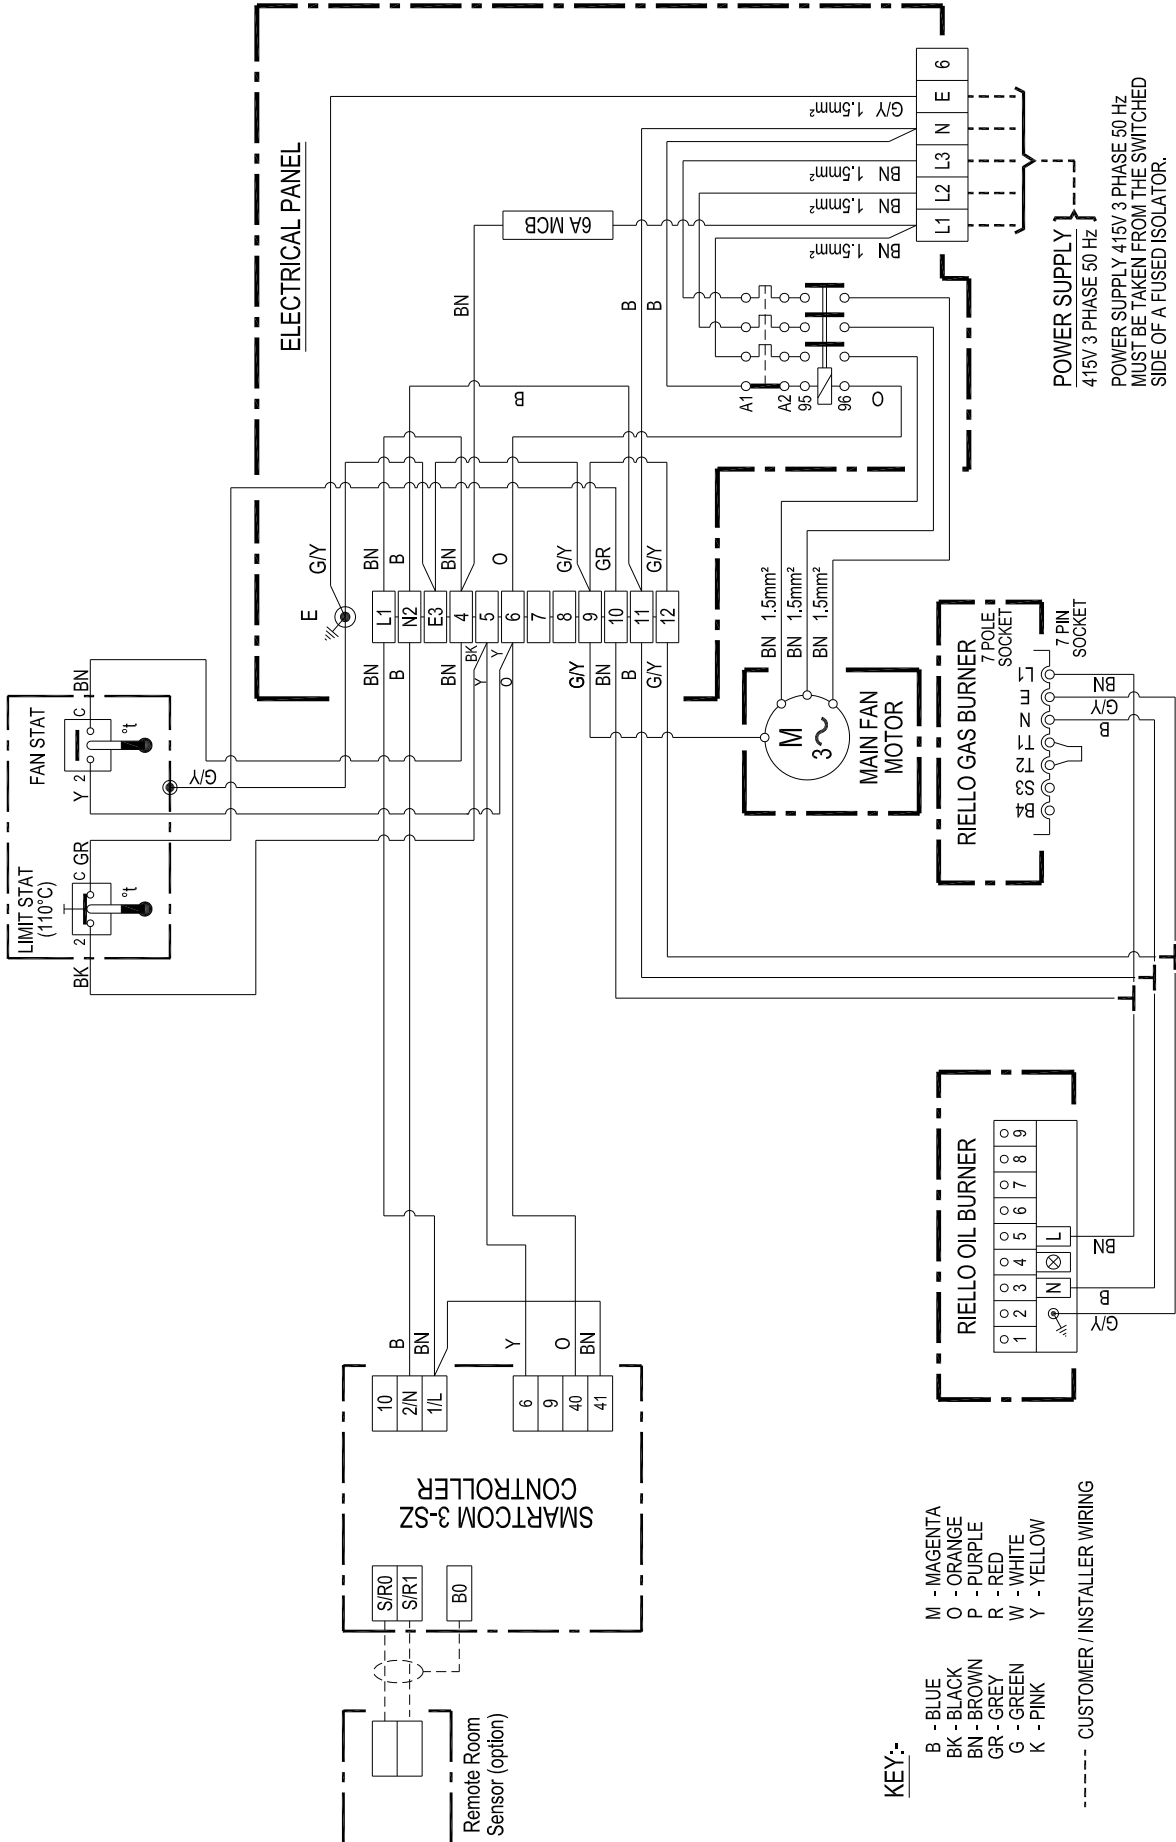 ELECTRICAL PANEL
FAN STAT
LIMIT STAT
(110°C)
C
BN
Y
2
C
GR
BK
2
°t
°t
G/Y
E
G/Y
BN
B
BN
O
G/Y
GR
G/Y
L1
N2
E3
4
5
6
7
8
9
10
11
12
BN
B
BN
BK
Y
Y
O
G/Y
BN
B
G/Y
BN
6A MCB
B
B
B
G/Y 1.5mm²
BN 1.5mm²
BN 1.5mm²
BN 1.5mm²
6
E
N
L3
L2
L1
A1
A2
95
96
O
POWER SUPPLY
415V 3 PHASE 50 Hz
POWER SUPPLY 415V 3 PHASE 50 Hz
MUST BE TAKEN FROM THE SWITCHED
SIDE OF A FUSED ISOLATOR.
BN 1.5mm²
BN 1.5mm²
BN 1.5mm²
M
3~
MAIN FAN
MOTOR
RIELLO GAS BURNER
7 POLE
SOCKET
7 PIN
SOCKET
L1
E
N
T1
T2
S3
B4
BN
G/Y
B
RIELLO OIL BURNER
1
2
3
4
5
6
7
8
9
N
L
BN
B
G/Y
SMARTCOM 3-SZ
CONTROLLER
10
2/N
1/L
B
BN
6
9
40
41
Y
O
BN
S/R0
S/R1
B0
Remote Room
Sensor (option)
KEY:-
B - BLUE
BK - BLACK
BN - BROWN
GR - GREY
G - GREEN
K - PINK
M - MAGENTA
O - ORANGE
P - PURPLE
R - RED
W - WHITE
Y - YELLOW
CUSTOMER / INSTALLER WIRING